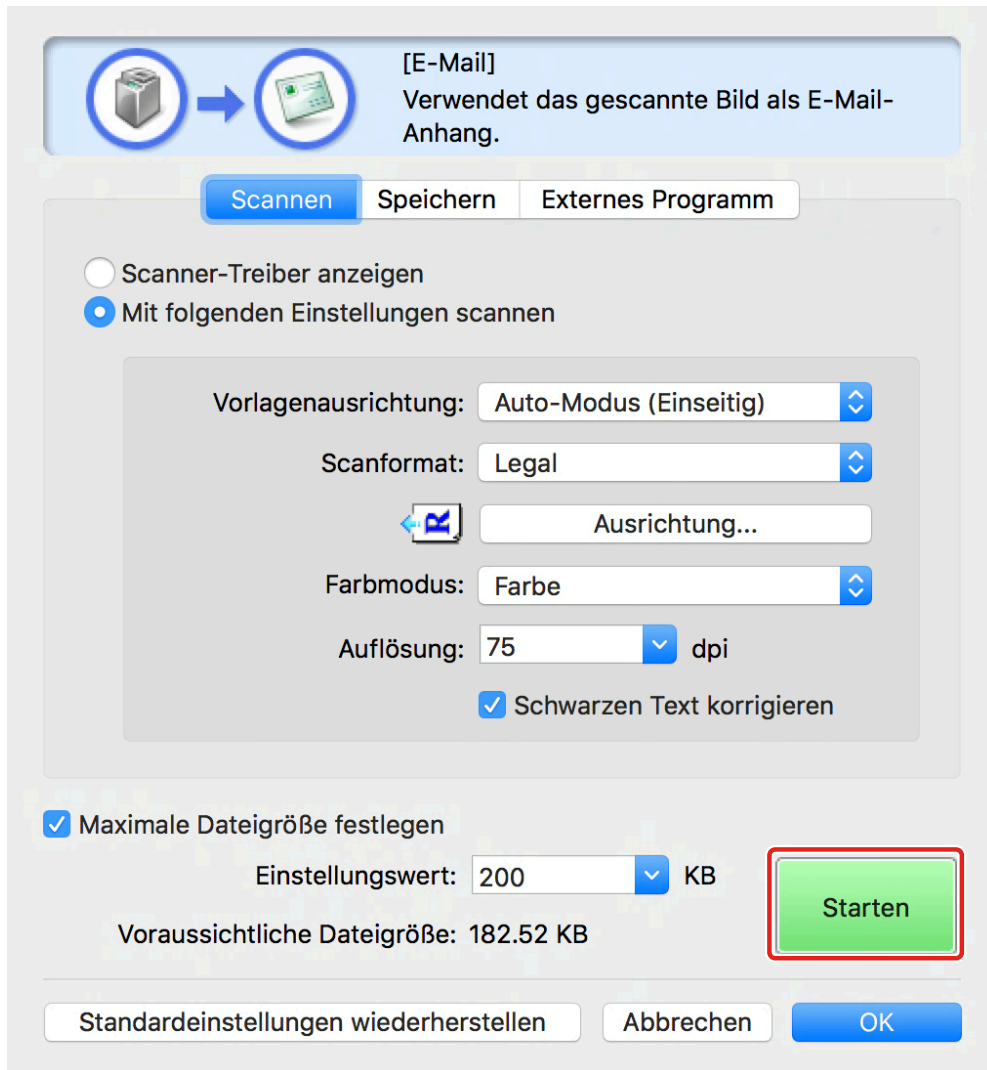 [E-Mail]
Verwendet das gescannte Bild als E-Mail-
Anhang.
Scannen Speichern Externes Programm
Scanner-Treiber anzeigen
Mit folgenden Einstellungen scannen
Vorlagenausrichtung: Auto-Modus (Einseitig)
Scanformat: Legal
R Ausrichtung...
Farbmodus: Farbe
Auflösung: 75 dpi
Schwarzen Text korrigieren
Maximale Dateigröße festlegen
Einstellungswert: 200 KB
Starten
Voraussichtliche Dateigröße: 182.52 KB
Standardeinstellungen wiederherstellen Abbrechen OK